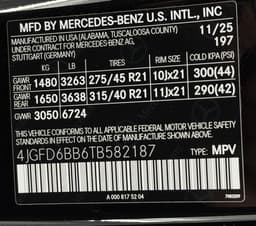 MFD BY MERCEDES-BENZ U.S. INTL., INC
MANUFACTURED IN USA (ALABAMA, TUSCALOOSA COUNTY) 11/25
UNDER CONTRACT FOR MERCEDES-BENZ AG, 197
STUTTGART (GERMANY)
KG LB TIRES RIM SIZE COLD KPA (PSI)
GAWR FRONT 1480 3263 275/45 R21 10Jx21 300(44)
GAWR REAR 1650 3638 315/40 R21 11Jx21 290(42)
GVWR 3050 6724
THIS VEHICLE CONFORMS TO ALL APPLICABLE FEDERAL MOTOR VEHICLE SAFETY
STANDARDS IN EFFECT ON THE DATE OF MANUFACTURE SHOWN ABOVE.
4JGFD6BB6TB582187 TYPE: MPV
A 000 817 52 04